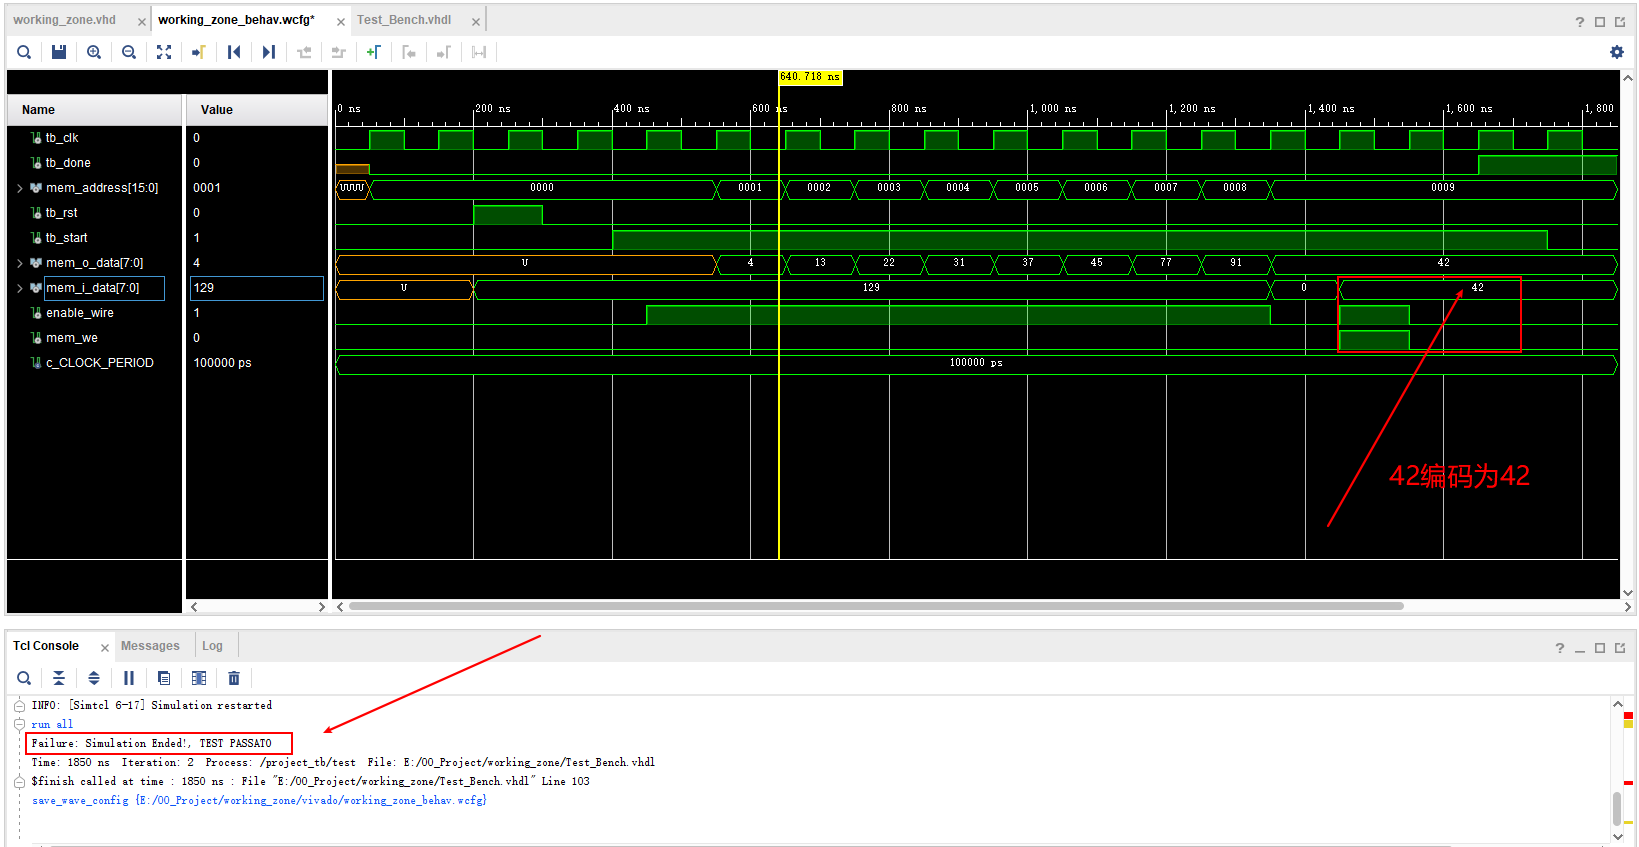 working_zone.vhd × working_zone_behav.wcfg* × Test_Bench.vhdl ×
640.718 ns
Name Value
0 ns 200 ns 400 ns 600 ns 800 ns 1,000 ns 1,200 ns 1,400 ns 1,600 ns 1,800
tb_clk 0
tb_done 0
mem_address[15:0] 0001 UUUU 0000 0001 0002 0003 0004 0005 0006 0007 0008 0009
tb_rst 0
tb_start 1
mem_o_data[7:0] 4 U 4 13 22 31 37 45 77 91 42
mem_i_data[7:0] 129 U 129 0 42
enable_wire 1
mem_we 0
c_CLOCK_PERIOD 100000 ps 100000 ps
42编码为42
Tcl Console × Messages Log
INFO: [Simtcl 6-17] Simulation restarted
run all
Failure: Simulation Ended!, TEST PASSATO
Time: 1850 ns Iteration: 2 Process: /project_tb/test File: E:/00_Project/working_zone/Test_Bench.vhdl
$finish called at time : 1850 ns : File "E:/00_Project/working_zone/Test_Bench.vhdl" Line 103
save_wave_config {E:/00_Project/working_zone/vivado/working_zone_behav.wcfg}